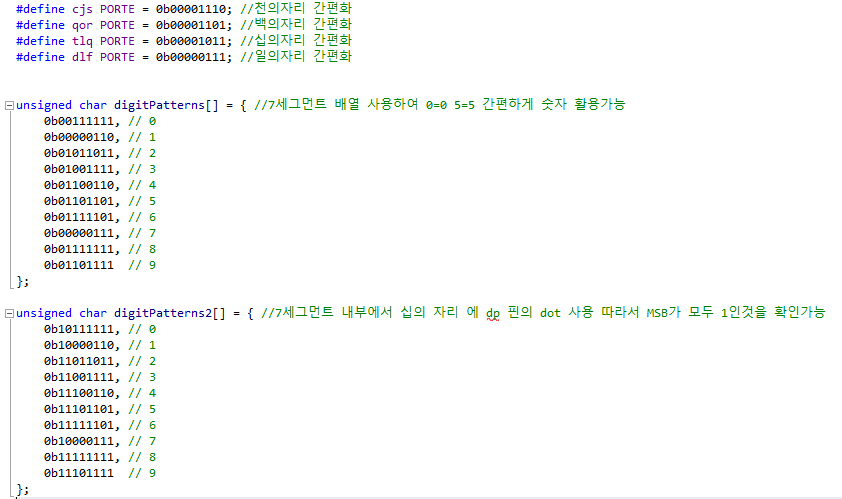 #define cjs PORTE = 0b00001110; //천의자리 간편화
#define qor PORTE = 0b00001101; //백의자리 간편화
#define tlq PORTE = 0b00001011; //십의자리 간편화
#define dlf PORTE = 0b00000111; //일의자리 간편화
unsigned char digitPatterns[] = { //7세그먼트 배열 사용하여 0=0 5=5 간편하게 숫자 활용가능
0b00111111, // 0
0b00000110, // 1
0b01011011, // 2
0b01001111, // 3
0b01100110, // 4
0b01101101, // 5
0b01111101, // 6
0b00000111, // 7
0b01111111, // 8
0b01101111  // 9
};
unsigned char digitPatterns2[] = { //7세그먼트 내부에서 십의 자리 에 dp 핀의 dot 사용 따라서 MSB가 모두 1인것을 확인가능
0b10111111, // 0
0b10000110, // 1
0b11011011, // 2
0b11001111, // 3
0b11100110, // 4
0b11101101, // 5
0b11111101, // 6
0b10000111, // 7
0b11111111, // 8
0b11101111  // 9
};